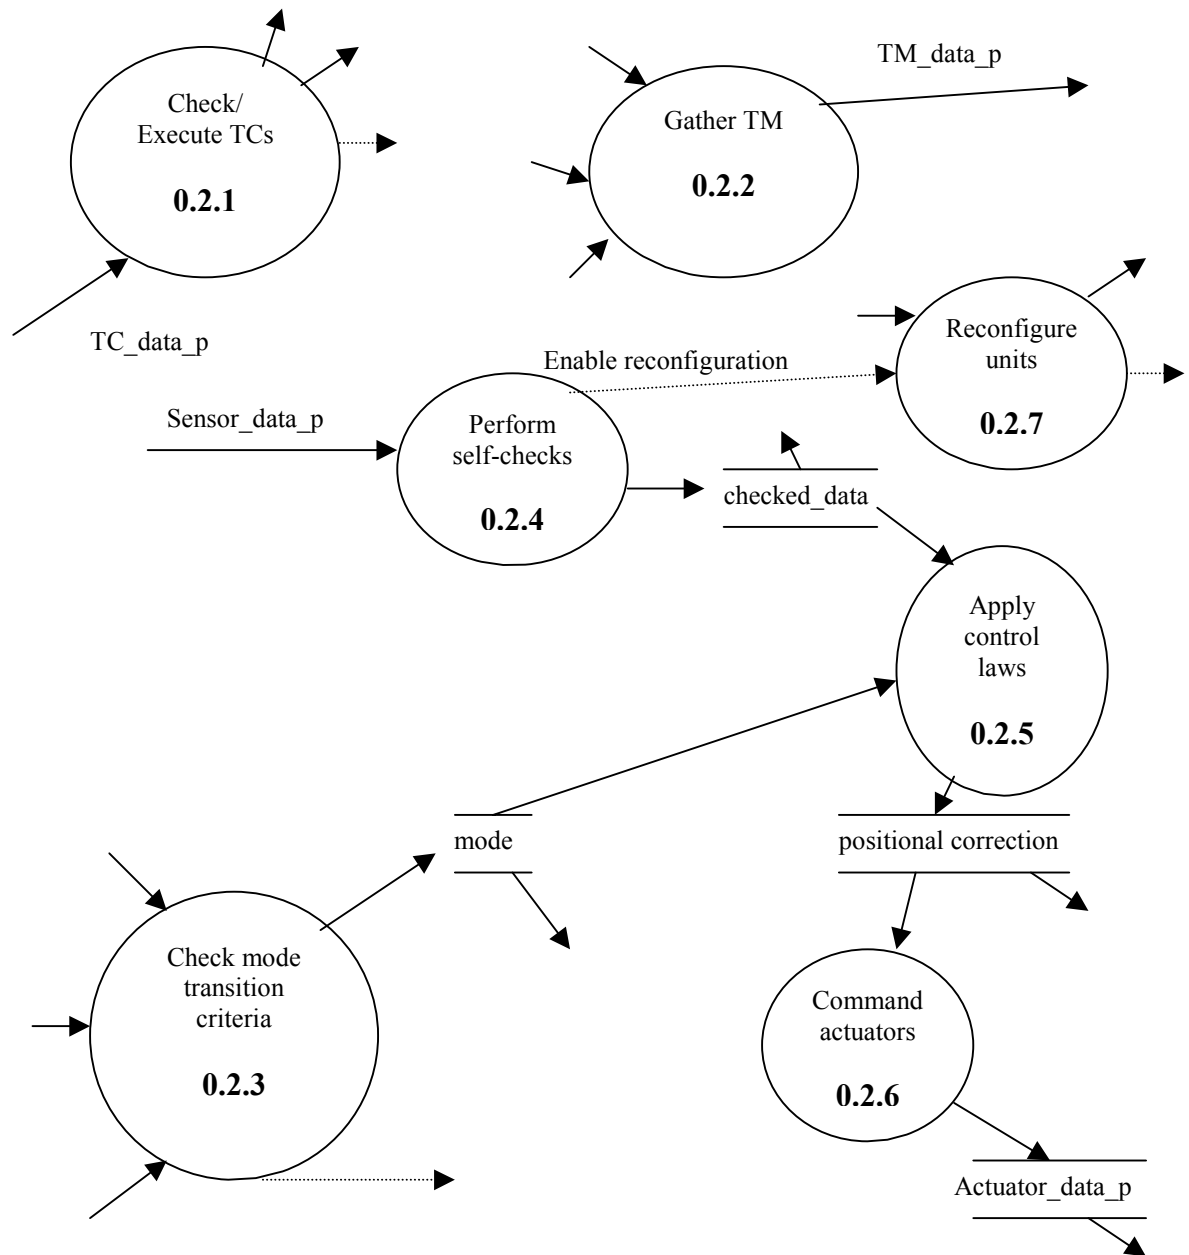 TM_data_p
Check/
Execute TCs
0.2.1
Gather TM
0.2.2
TC_data_p
Enable reconfiguration
Reconfigure
units
0.2.7
Sensor_data_p
Perform
self-checks
0.2.4
checked_data
Apply
control
laws
0.2.5
mode
positional correction
Check mode
transition
criteria
0.2.3
Command
actuators
0.2.6
Actuator_data_p